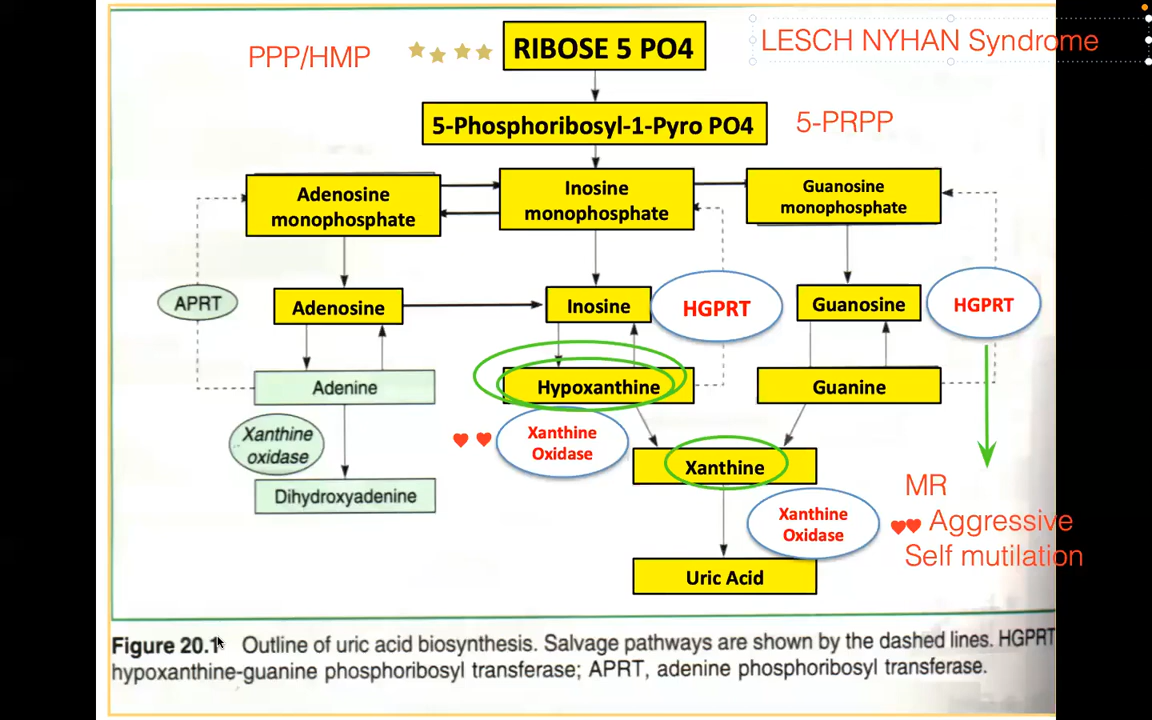 PPP/HMP
RIBOSE 5 PO4
LESCH NYHAN Syndrome
5-Phosphoribosyl-1-Pyro PO4
5-PRPP
Adenosine
monophosphate
Inosine
monophosphate
Guanosine
monophosphate
APRT
Adenosine
Inosine
HGPRT
Guanosine
HGPRT
Adenine
Hypoxanthine
Guanine
Xanthine
oxidase
Xanthine
Oxidase
Xanthine
Dihydroxyadenine
Xanthine
Oxidase
MR
Aggressive
Self mutilation
Uric Acid
Figure 20.1 Outline of uric acid biosynthesis. Salvage pathways are shown by the dashed lines. HGPRT
hypoxanthine-guanine phosphoribosyl transferase; APRT, adenine phosphoribosyl transferase.